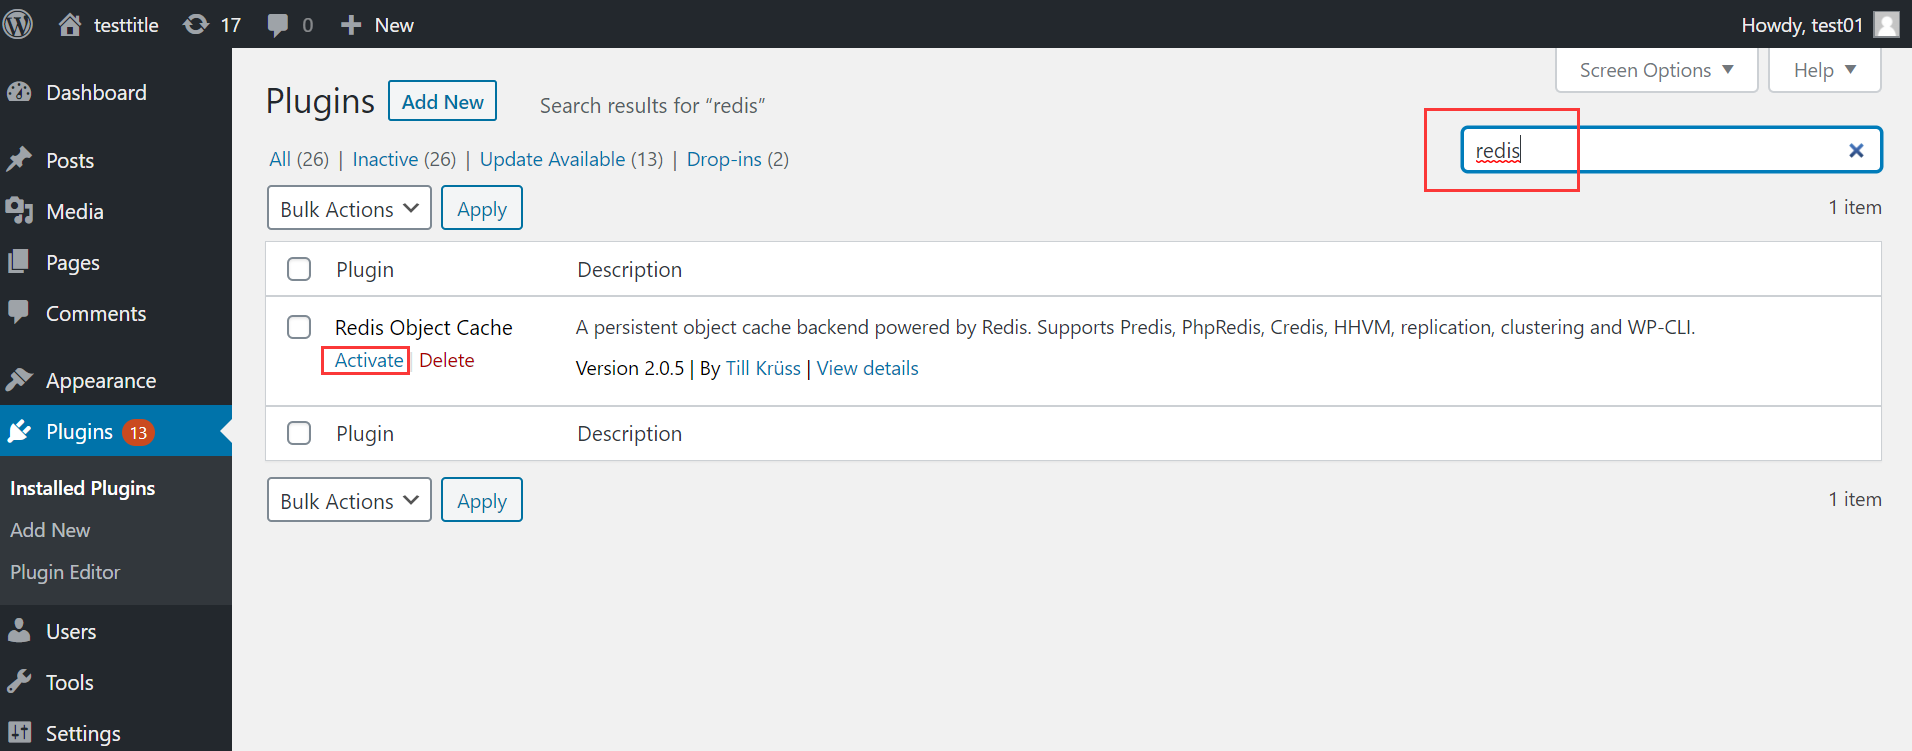 testtitle 17 0 New Howdy, test01
Dashboard
Posts
Media
Pages
Comments
Appearance
Plugins 13
Installed Plugins
Add New
Plugin Editor
Users
Tools
Settings
Screen Options Help
Plugins Add New Search results for “redis”
redis
All (26) | Inactive (26) | Update Available (13) | Drop-ins (2)
Bulk Actions Apply
1 item
Plugin Description
Redis Object Cache A persistent object cache backend powered by Redis. Supports Predis, PhpRedis, Credis, HHVM, replication, clustering and WP-CLI.
Activate | Delete Version 2.0.5 | By Till Krüss | View details
Plugin Description
Bulk Actions Apply
1 item